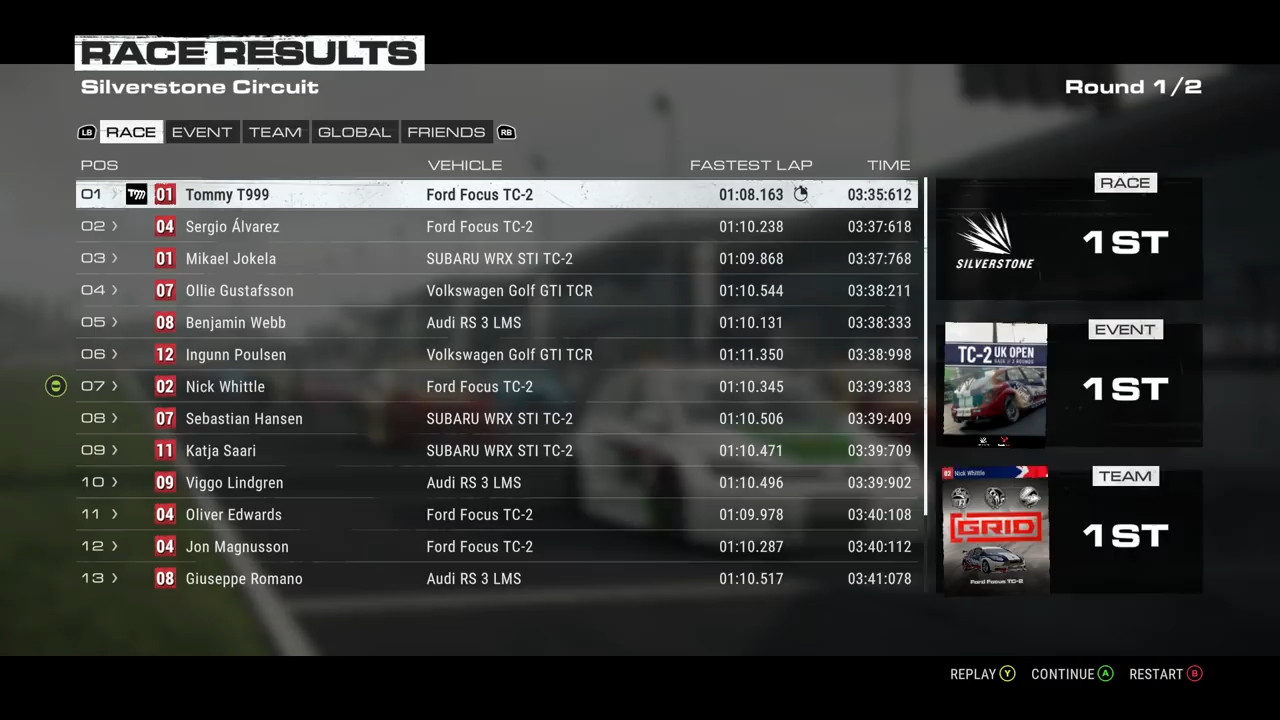 RACE RESULTS
Silverstone Circuit
Round 1/2
LB RACE EVENT TEAM GLOBAL FRIENDS RB
POS VEHICLE FASTEST LAP TIME
01 01 Tommy T999 Ford Focus TC-2 01:08.163 03:35:612
02 04 Sergio Álvarez Ford Focus TC-2 01:10.238 03:37:618
03 01 Mikael Jokela SUBARU WRX STI TC-2 01:09.868 03:37:768
04 07 Ollie Gustafsson Volkswagen Golf GTI TCR 01:10.544 03:38:211
05 08 Benjamin Webb Audi RS 3 LMS 01:10.131 03:38:333
06 12 Ingunn Poulsen Volkswagen Golf GTI TCR 01:11.350 03:38:998
07 02 Nick Whittle Ford Focus TC-2 01:10.345 03:39:383
08 07 Sebastian Hansen SUBARU WRX STI TC-2 01:10.506 03:39:409
09 11 Katja Saari SUBARU WRX STI TC-2 01:10.471 03:39:709
10 09 Viggo Lindgren Audi RS 3 LMS 01:10.496 03:39:902
11 04 Oliver Edwards Ford Focus TC-2 01:09.978 03:40:108
12 04 Jon Magnusson Ford Focus TC-2 01:10.287 03:40:112
13 08 Giuseppe Romano Audi RS 3 LMS 01:10.517 03:41:078
RACE
SILVERSTONE
1ST
EVENT
TC-2 UK OPEN
1ST
TEAM
02 Nick Whittle
GRID
Ford Focus TC-2
1ST
REPLAY Y CONTINUE A RESTART B